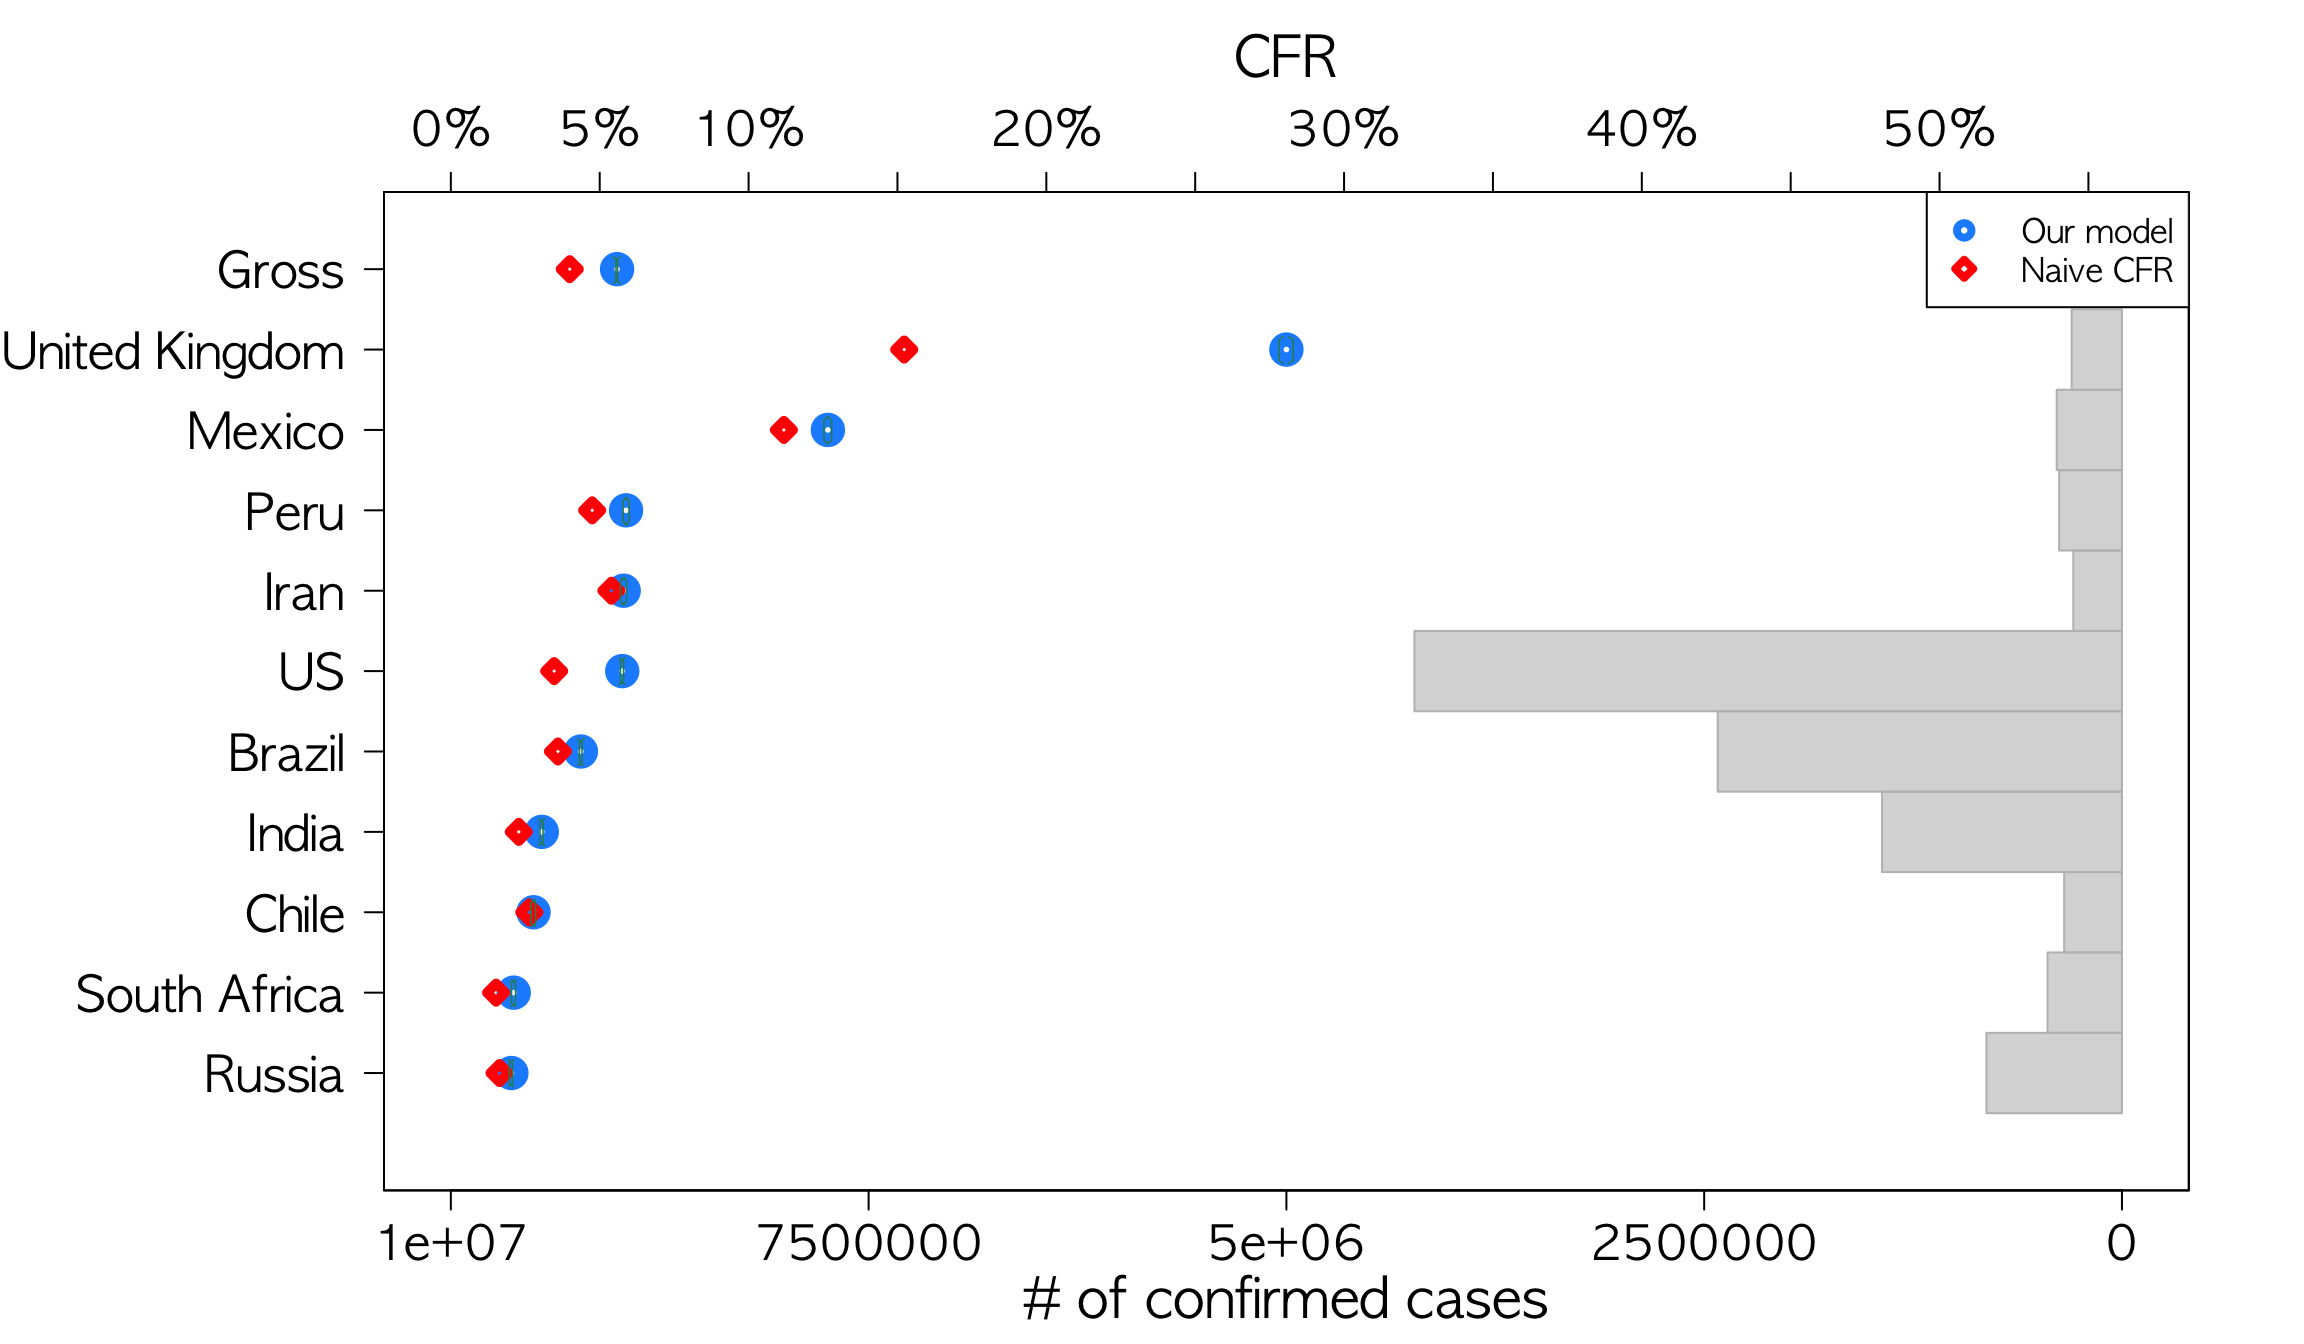 CFR
0% 5% 10% 20% 30% 40% 50%
Our model
Naive CFR
Gross
United Kingdom
Mexico
Peru
Iran
US
Brazil
India
Chile
South Africa
Russia
1e+07 7500000 5e+06 2500000 0
# of confirmed cases